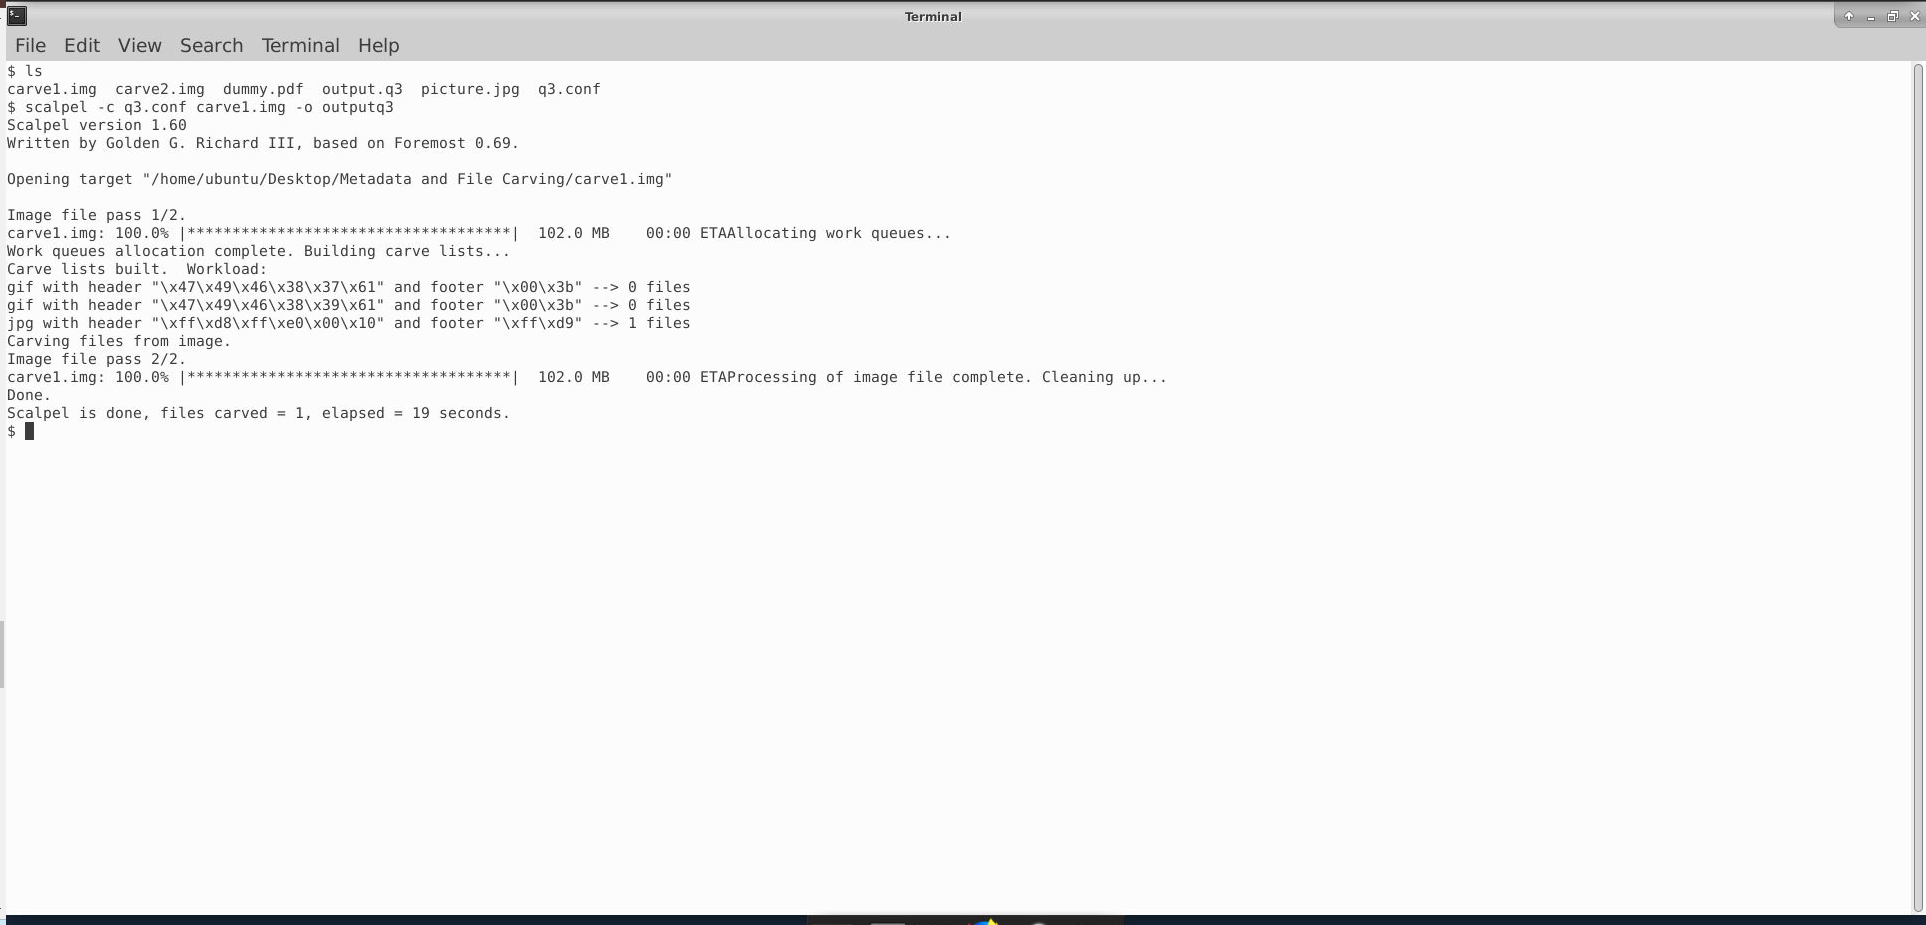 Terminal
File Edit View Search Terminal Help
$ ls
carve1.img  carve2.img  dummy.pdf  output.q3  picture.jpg  q3.conf
$ scalpel -c q3.conf carve1.img -o outputq3
Scalpel version 1.60
Written by Golden G. Richard III, based on Foremost 0.69.
Opening target "/home/ubuntu/Desktop/Metadata and File Carving/carve1.img"
Image file pass 1/2.
carve1.img: 100.0% |************************************|  102.0 MB    00:00 ETAAllocating work queues...
Work queues allocation complete. Building carve lists...
Carve lists built.  Workload:
gif with header "\x47\x49\x46\x38\x37\x61" and footer "\x00\x3b" --> 0 files
gif with header "\x47\x49\x46\x38\x39\x61" and footer "\x00\x3b" --> 0 files
jpg with header "\xff\xd8\xff\xe0\x00\x10" and footer "\xff\xd9" --> 1 files
Carving files from image.
Image file pass 2/2.
carve1.img: 100.0% |************************************|  102.0 MB    00:00 ETAProcessing of image file complete. Cleaning up...
Done.
Scalpel is done, files carved = 1, elapsed = 19 seconds.
$